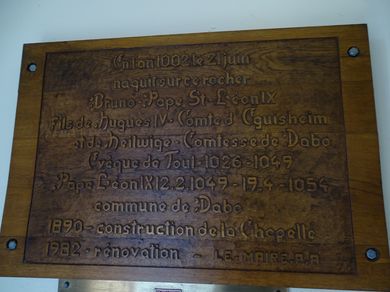 En l'an 1002 le 21 juin
naquit sur ce rocher
Bruno - Pape St-Léon IX
Fils de Hugues IV - Comte d'Eguisheim
et de Heilwige - Comtesse de Dabo
Evêque de Toul - 1026 - 1049
Pape Léon IX 12.2.1049 - 19.4 - 1054
commune de Dabo
1890 - construction de la Chapelle
1982 - rénovation - LE MAIRE.A.A